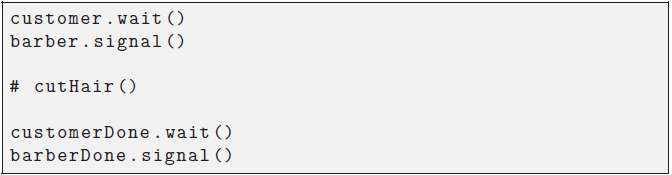 customer.wait()
barber.signal()
# cutHair()
customerDone.wait()
barberDone.signal()